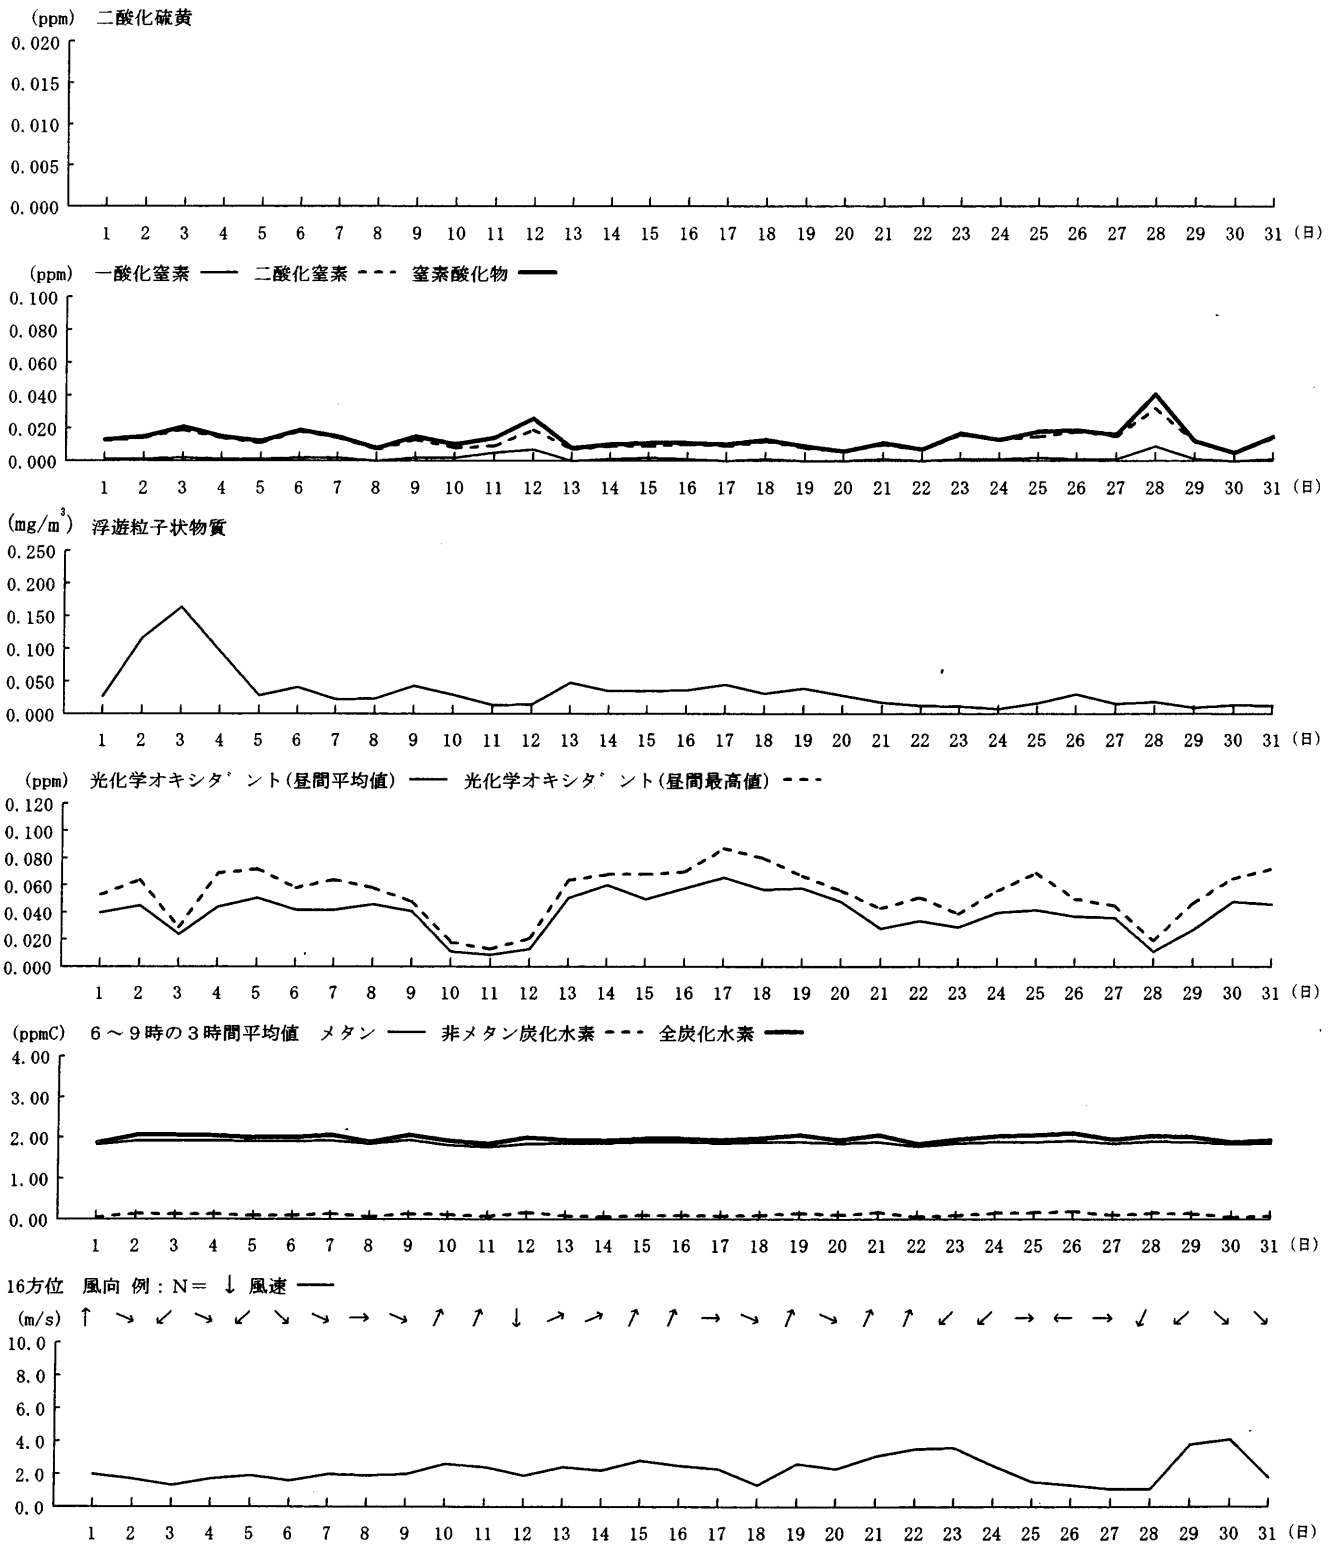 (ppm) 二酸化硫黄
0.020
0.015
0.010
0.005
0.000
1 2 3 4 5 6 7 8 9 10 11 12 13 14 15 16 17 18 19 20 21 22 23 24 25 26 27 28 29 30 31 (日)
(ppm) 一酸化窒素 二酸化窒素 窒素酸化物
0.100
0.080
0.060
0.040
0.020
0.000
1 2 3 4 5 6 7 8 9 10 11 12 13 14 15 16 17 18 19 20 21 22 23 24 25 26 27 28 29 30 31 (日)
(mg/m³) 浮遊粒子状物質
0.250
0.200
0.150
0.100
0.050
0.000
1 2 3 4 5 6 7 8 9 10 11 12 13 14 15 16 17 18 19 20 21 22 23 24 25 26 27 28 29 30 31 (日)
(ppm) 光化学オキシダント(昼間平均値) 光化学オキシダント(昼間最高値)
0.120
0.100
0.080
0.060
0.040
0.020
0.000
1 2 3 4 5 6 7 8 9 10 11 12 13 14 15 16 17 18 19 20 21 22 23 24 25 26 27 28 29 30 31 (日)
(ppmC) 6~9時の3時間平均値 メタン 非メタン炭化水素 全炭化水素
4.00
3.00
2.00
1.00
0.00
1 2 3 4 5 6 7 8 9 10 11 12 13 14 15 16 17 18 19 20 21 22 23 24 25 26 27 28 29 30 31 (日)
16方位 風向 例:N= ↓ 風速
(m/s) ↑ ↘ ↙ ↘ ↙ ↘ ↘ → ↘ ↗ ↗ ↓ ↗ ↗ ↗ ↗ → ↘ ↗ ↘ ↗ ↗ ↙ ↙ → ← → ↙ ↙ ↘ ↘
10.0
8.0
6.0
4.0
2.0
0.0
1 2 3 4 5 6 7 8 9 10 11 12 13 14 15 16 17 18 19 20 21 22 23 24 25 26 27 28 29 30 31 (日)